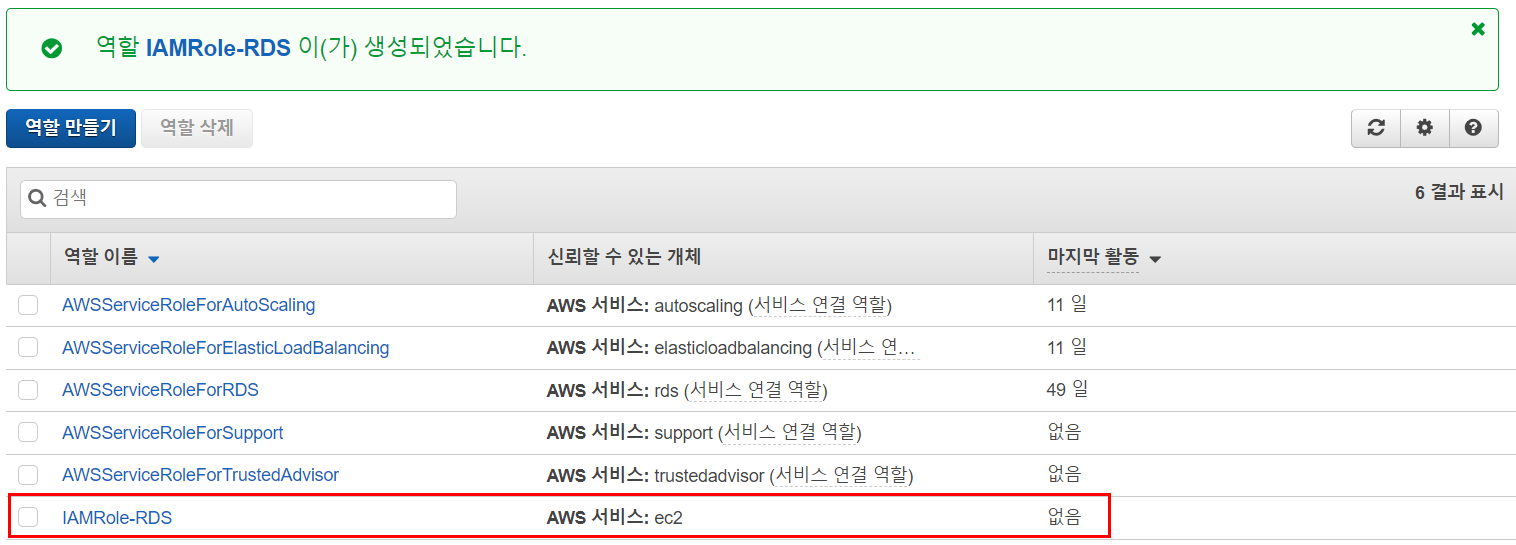 역할 IAMRole-RDS 이(가) 생성되었습니다.
역할 만들기 역할 삭제
검색 6 결과 표시
역할 이름 신뢰할 수 있는 개체 마지막 활동
AWSServiceRoleForAutoScaling AWS 서비스: autoscaling (서비스 연결 역할) 11 일
AWSServiceRoleForElasticLoadBalancing AWS 서비스: elasticloadbalancing (서비스 연... 11 일
AWSServiceRoleForRDS AWS 서비스: rds (서비스 연결 역할) 49 일
AWSServiceRoleForSupport AWS 서비스: support (서비스 연결 역할) 없음
AWSServiceRoleForTrustedAdvisor AWS 서비스: trustedadvisor (서비스 연결 역할) 없음
IAMRole-RDS AWS 서비스: ec2 없음